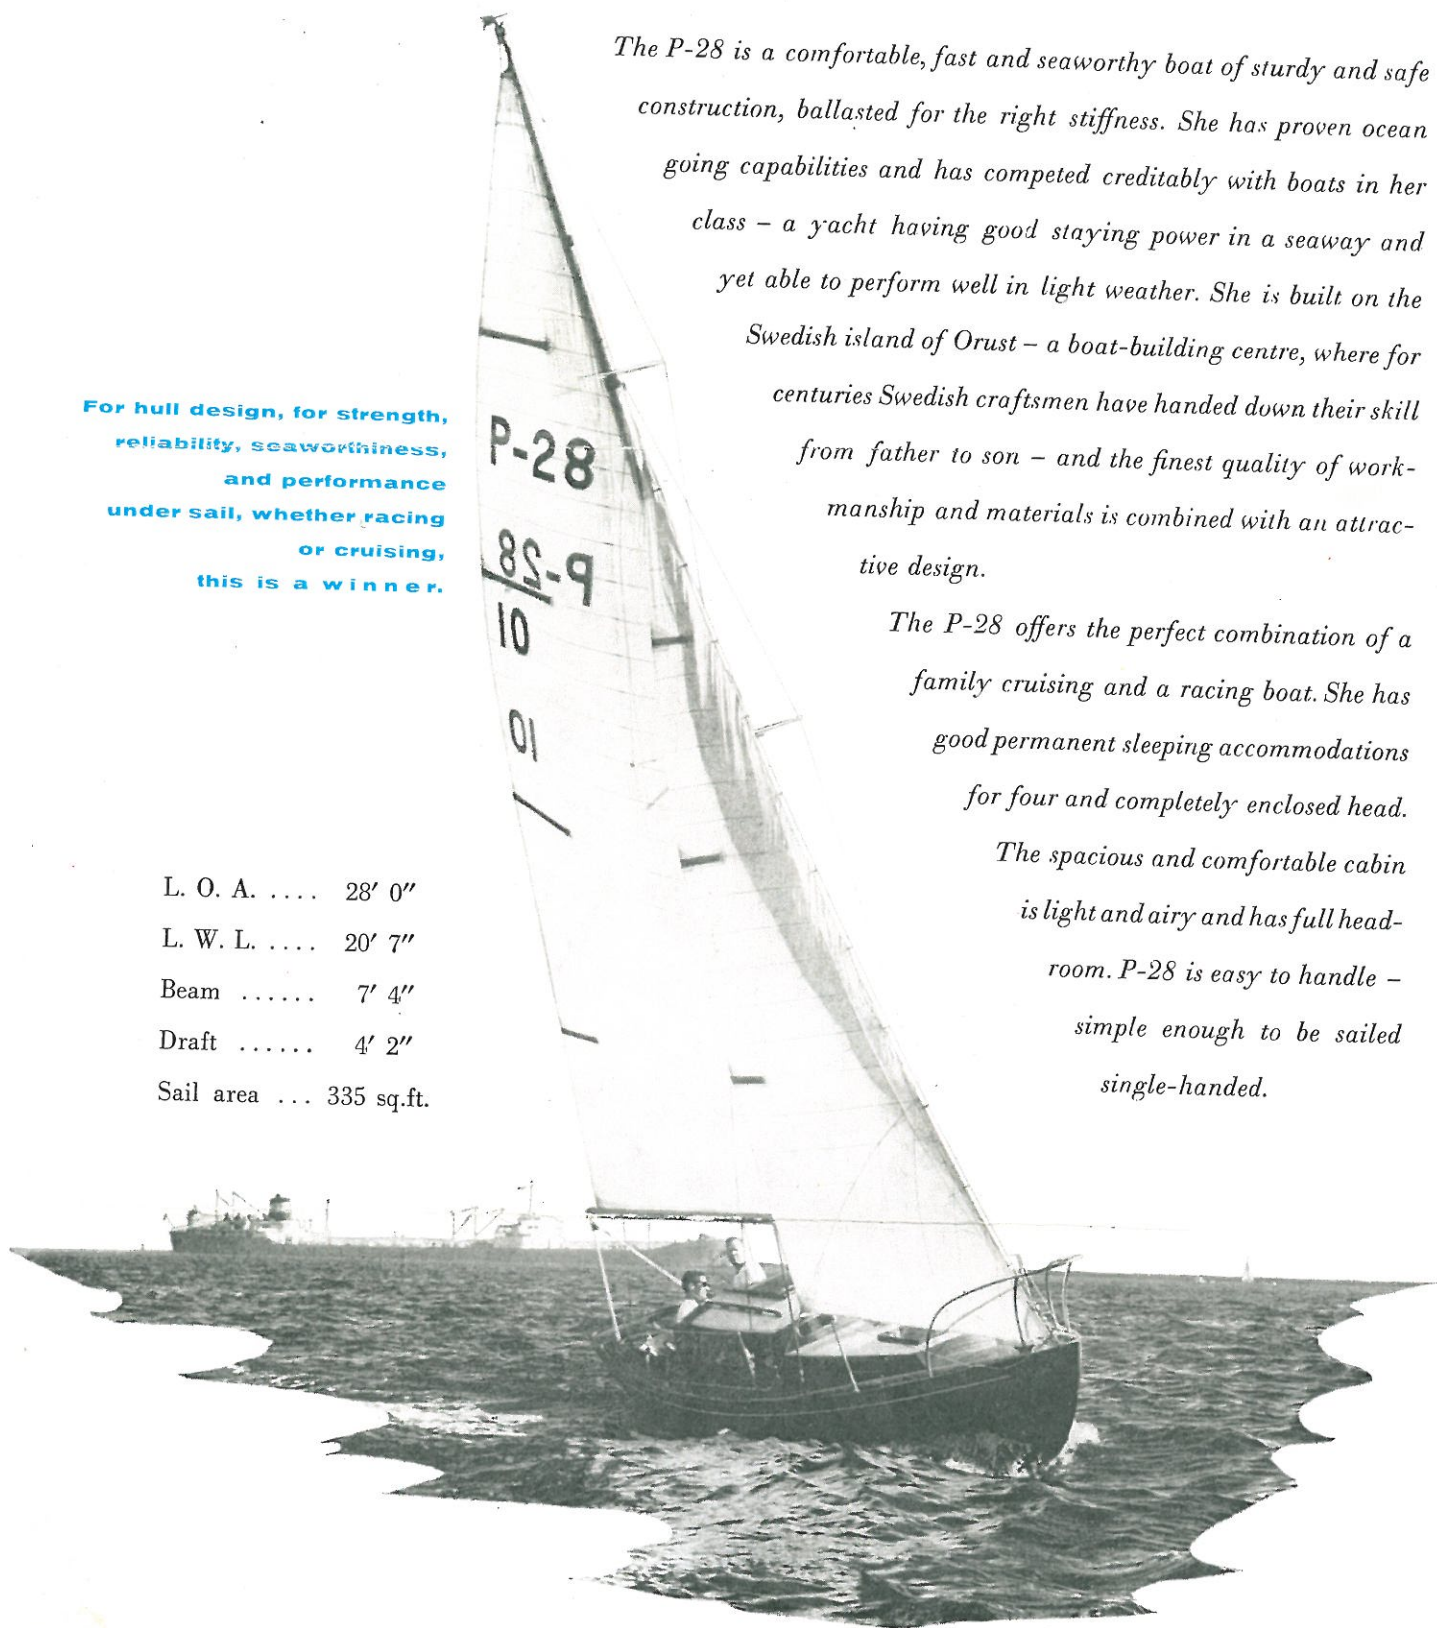 The P-28 is a comfortable, fast and seaworthy boat of sturdy and safe
construction, ballasted for the right stiffness. She has proven ocean
going capabilities and has competed creditably with boats in her
class – a yacht having good staying power in a seaway and
yet able to perform well in light weather. She is built on the
Swedish island of Orust – a boat-building centre, where for
centuries Swedish craftsmen have handed down their skill
from father to son – and the finest quality of work-
manship and materials is combined with an attrac-
tive design.
The P-28 offers the perfect combination of a
family cruising and a racing boat. She has
good permanent sleeping accommodations
for four and completely enclosed head.
The spacious and comfortable cabin
is light and airy and has full head-
room. P-28 is easy to handle –
simple enough to be sailed
single-handed.
For hull design, for strength,
reliability, seaworthiness,
and performance
under sail, whether racing
or cruising,
this is a winner.
P-28
P-28
10
10
L. O. A. .... 28′ 0″
L. W. L. .... 20′ 7″
Beam ...... 7′ 4″
Draft ...... 4′ 2″
Sail area ... 335 sq.ft.